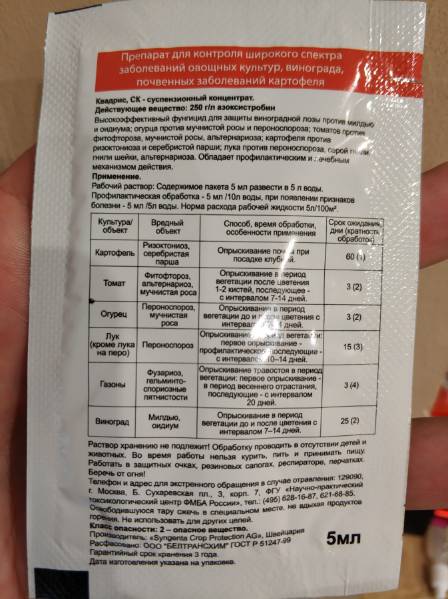 Препарат для контроля широкого спектра
заболеваний овощных культур, винограда,
почвенных заболеваний картофеля
Квадрис, СК - суспензионный концентрат.
Действующее вещество: 250 г/л азоксистробин
Высокоэффективный фунгицид для защиты виноградной лозы против милдью
и оидиума; огурца против мучнистой росы и пероноспороза; томатов против
фитофтороза, мучнистой росы, альтернариоза; картофеля против
ризоктониоза и серебристой парши; лука против пероноспороза, серой гнили
гнили шейки, альтернариоза. Обладает профилактическим и лечебным
механизмом действия.
Применение.
Рабочий раствор: Содержимое пакета 5 мл развести в 5 л воды.
Профилактическая обработка - 5 мл /10л воды, при появлении признаков
болезни - 5 мл /5л воды. Норма расхода рабочей жидкости 5л/100м².
Культура/ объект Вредный объект Способ, время обработки, особенности применения Срок ожидания, дни (кратность обработок)
Картофель Ризоктониоз, серебристая парша Опрыскивание почвы при посадке клубней. 60 (1)
Томат Фитофтороз, альтернариоз, мучнистая роса Опрыскивание в период вегетации после цветения 1-2 кистей, последующее - с интервалом 7-14 дней. 3 (2)
Огурец Пероноспороз, мучнистая роса Опрыскивание в период вегетации до и после цветения с интервалом дней. 3 (2)
Лук (кроме лука на перо) Пероноспороз Опрыскивание вегетации: первое опрыскивание - профилактическое, последующие - с интервалом 10–14 дней. 15 (3)
Газоны Фузариоз, гельминто- спориозные пятнистости Опрыскивание травостоя в период вегетации: первое опрыскивание - в период весеннего отрастания, последующие - с интервалом 20 дней. 3 (4)
Виноград Милдью, оидиум Опрыскивание в период вегетации до и после цветения с интервалом 7–14 дней. 25 (2)
Раствор хранению не подлежит! Обработку проводить в отсутствии детей и
животных. Во время работы нельзя курить, пить и принимать пищу.
Работать в защитных очках, резиновых сапогах, респираторе, перчатках.
Беречь от огня!
Телефон и адрес для экстренного обращения в случае отравления: 129090,
г. Москва, Б. Сухаревская пл., 3, корп. 7, ФГУ «Научно-практический
токсикологический центр ФМБА России», тел.: (495) 628-16-87, 621-68-85.
Освободившуюся тару сжечь в специальном месте, не вдыхая продуктов
горения. Не использовать для других целей.
Класс опасности: 2 – опасное вещество.
Производитель: «Syngenta Crop Protection AG», Швейцария
Расфасовано: ООО "БЕЛТРАНСХИМ" ГОСТ Р 51247-99
Гарантийный срок хранения 3 года.
Дата изготовления указана на упаковке.
5мл